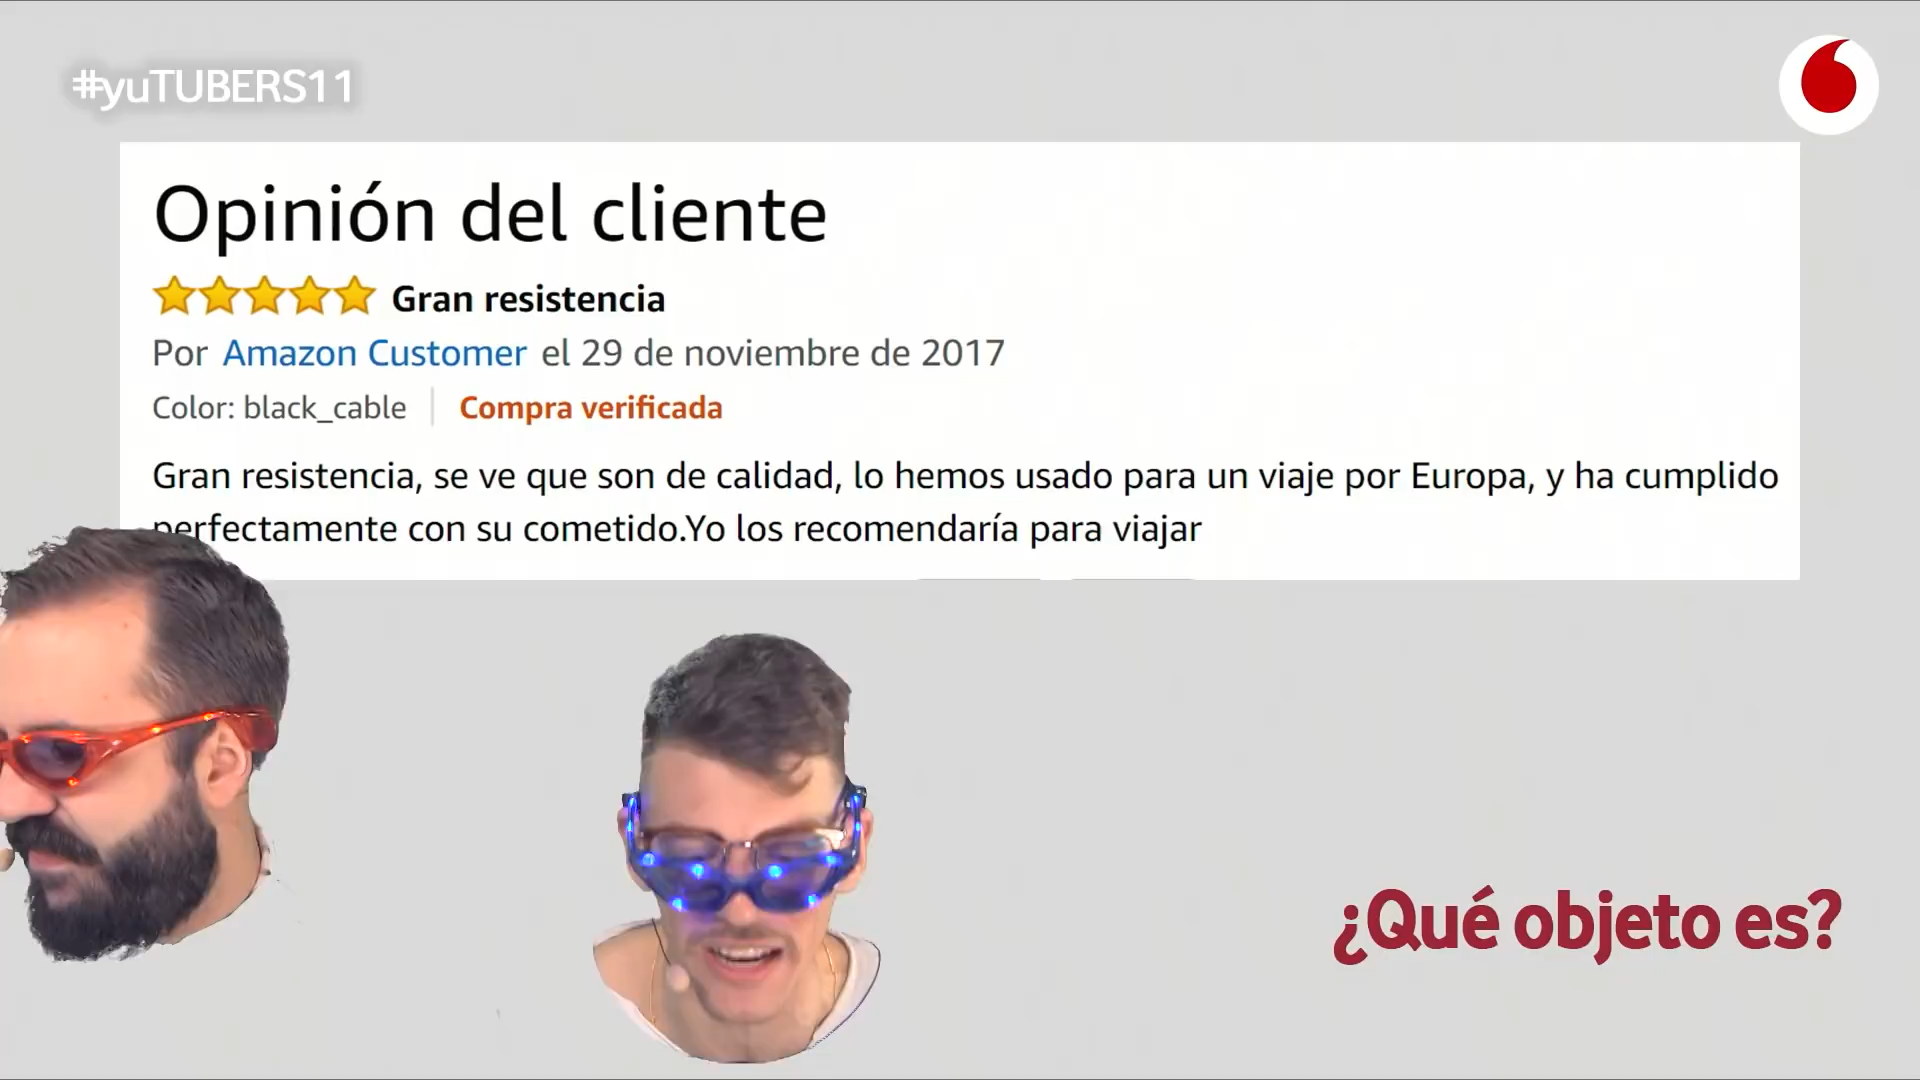 #yuTUBERS11
Opinión del cliente
Gran resistencia
Por Amazon Customer el 29 de noviembre de 2017
Color: black_cable Compra verificada
Gran resistencia, se ve que son de calidad, lo hemos usado para un viaje por Europa, y ha cumplido
perfectamente con su cometido.Yo los recomendaría para viajar
¿Qué objeto es?